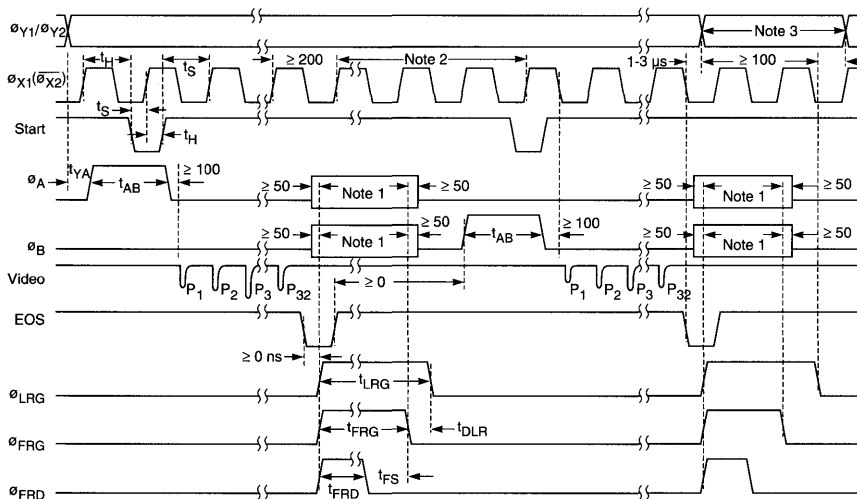 øY1/øY2
Note 3
tH
tS
≥ 200
Note 2
1-3 µs
≥ 100
øX1(øX2)
tS
Start
tH
tYA
≥ 100
øA
tAB
≥ 50
Note 1
≥ 50
≥ 50
Note 1
≥ 50
≥ 50
≥ 100
øB
Note 1
tAB
≥ 50
Note 1
≥ 50
Video
P1
P2
P3
P32
≥ 0
P1
P2
P3
P32
EOS
≥ 0 ns
øLRG
tLRG
øFRG
tFRG
tDLR
øFRD
tFRD
tFS